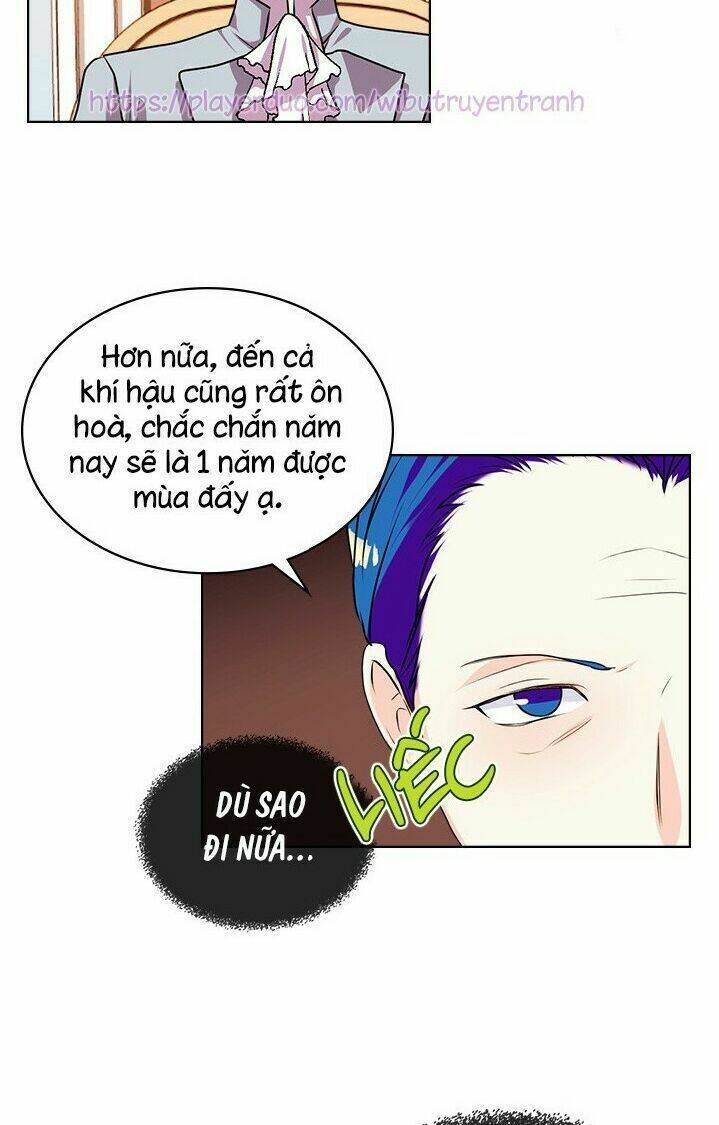 https://playerduo.com/wibutruyentranh
Hơn nữa, đến cả
khí hậu cũng rất ôn
hoà, chắc chắn năm
nay sẽ là 1 năm được
mùa đấy ạ.
LIẾC
DÙ SAO
ĐI NỮA...